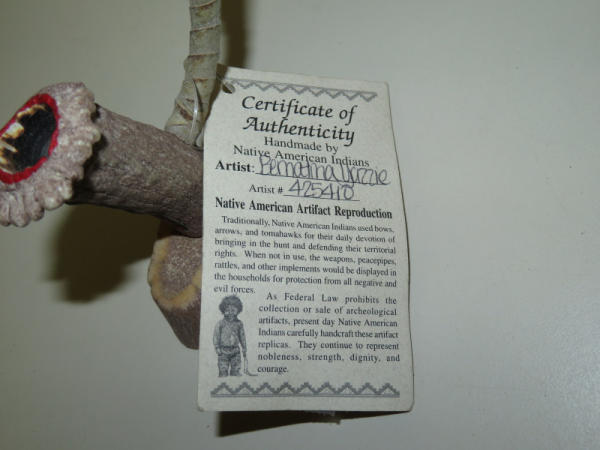 Certificate of
Authenticity
Handmade by
Native American Indians
Artist: Yazzie
Artist # 425410
Native American Artifact Reproduction
Traditionally, Native American Indians used bows,
arrows, and tomahawks for their daily devotion of
bringing in the hunt and defending their territorial
rights. When not in use, the weapons, peacepipes,
rattles, and other implements would be displayed in
the households for protection from all negative and
evil forces.
As Federal Law prohibits the
collection or sale of archeological
artifacts, present day Native American
Indians carefully handcraft these artifact
replicas. They continue to represent
nobleness, strength, dignity, and
courage.